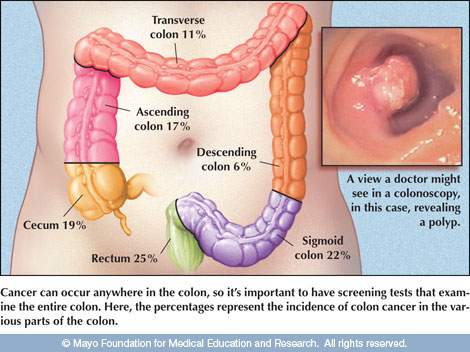 Transverse
colon 11%
Ascending
colon 17%
Descending
colon 6%
Cecum 19%
Rectum 25%
Sigmoid
colon 22%
A view a doctor might
see in a colonoscopy,
in this case, revealing
a polyp.
Cancer can occur anywhere in the colon, so it's important to have screening tests that exam-
ine the entire colon. Here, the percentages represent the incidence of colon cancer in the var-
ious parts of the colon.
© Mayo Foundation for Medical Education and Research. All rights reserved.